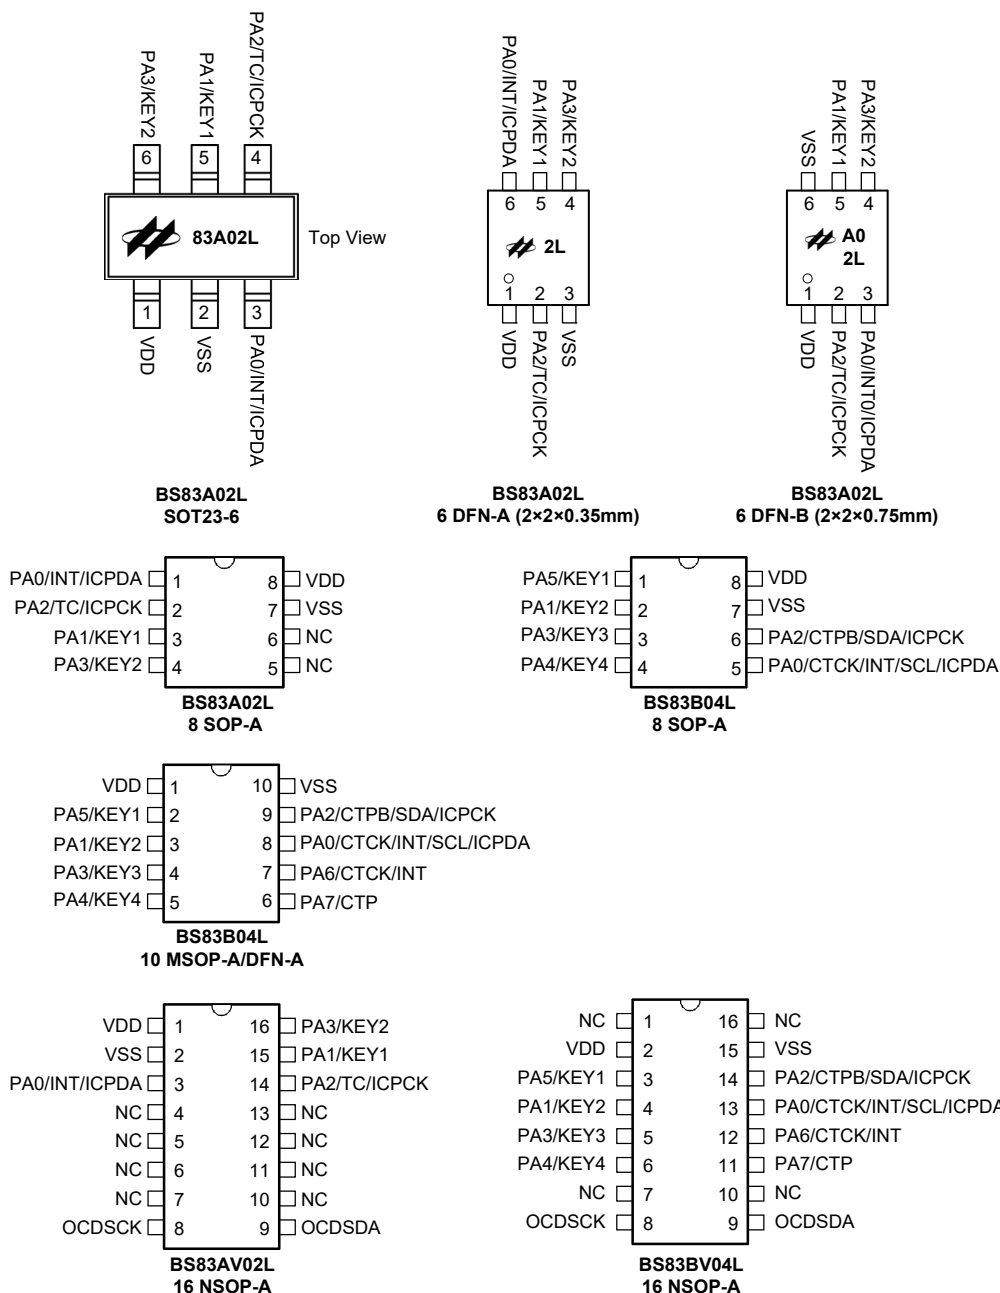 PA3/KEY2
PA1/KEY1
PA2/TC/ICPCK
6
5
4
83A02L
Top View
1
2
3
VDD
VSS
PA0/INT/ICPDA
BS83A02L
SOT23-6
PA0/INT/ICPDA
PA1/KEY1
PA3/KEY2
6
5
4
2L
1
2
3
VDD
PA2/TC/ICPCK
VSS
BS83A02L
6 DFN-A (2×2×0.35mm)
VSS
PA1/KEY1
PA3/KEY2
6
5
4
A0
2L
1
2
3
VDD
PA2/TC/ICPCK
PA0/INT0/ICPDA
BS83A02L
6 DFN-B (2×2×0.75mm)
PA0/INT/ICPDA 1 8 VDD
PA2/TC/ICPCK 2 7 VSS
PA1/KEY1 3 6 NC
PA3/KEY2 4 5 NC
BS83A02L
8 SOP-A
PA5/KEY1 1 8 VDD
PA1/KEY2 2 7 VSS
PA3/KEY3 3 6 PA2/CTPB/SDA/ICPCK
PA4/KEY4 4 5 PA0/CTCK/INT/SCL/ICPDA
BS83B04L
8 SOP-A
VDD 1 10 VSS
PA5/KEY1 2 9 PA2/CTPB/SDA/ICPCK
PA1/KEY2 3 8 PA0/CTCK/INT/SCL/ICPDA
PA3/KEY3 4 7 PA6/CTCK/INT
PA4/KEY4 5 6 PA7/CTP
BS83B04L
10 MSOP-A/DFN-A
VDD 1 16 PA3/KEY2
VSS 2 15 PA1/KEY1
PA0/INT/ICPDA 3 14 PA2/TC/ICPCK
NC 4 13 NC
NC 5 12 NC
NC 6 11 NC
NC 7 10 NC
OCDSCK 8 9 OCDSDA
BS83AV02L
16 NSOP-A
NC 1 16 NC
VDD 2 15 VSS
PA5/KEY1 3 14 PA2/CTPB/SDA/ICPCK
PA1/KEY2 4 13 PA0/CTCK/INT/SCL/ICPDA
PA3/KEY3 5 12 PA6/CTCK/INT
PA4/KEY4 6 11 PA7/CTP
NC 7 10 NC
OCDSCK 8 9 OCDSDA
BS83BV04L
16 NSOP-A